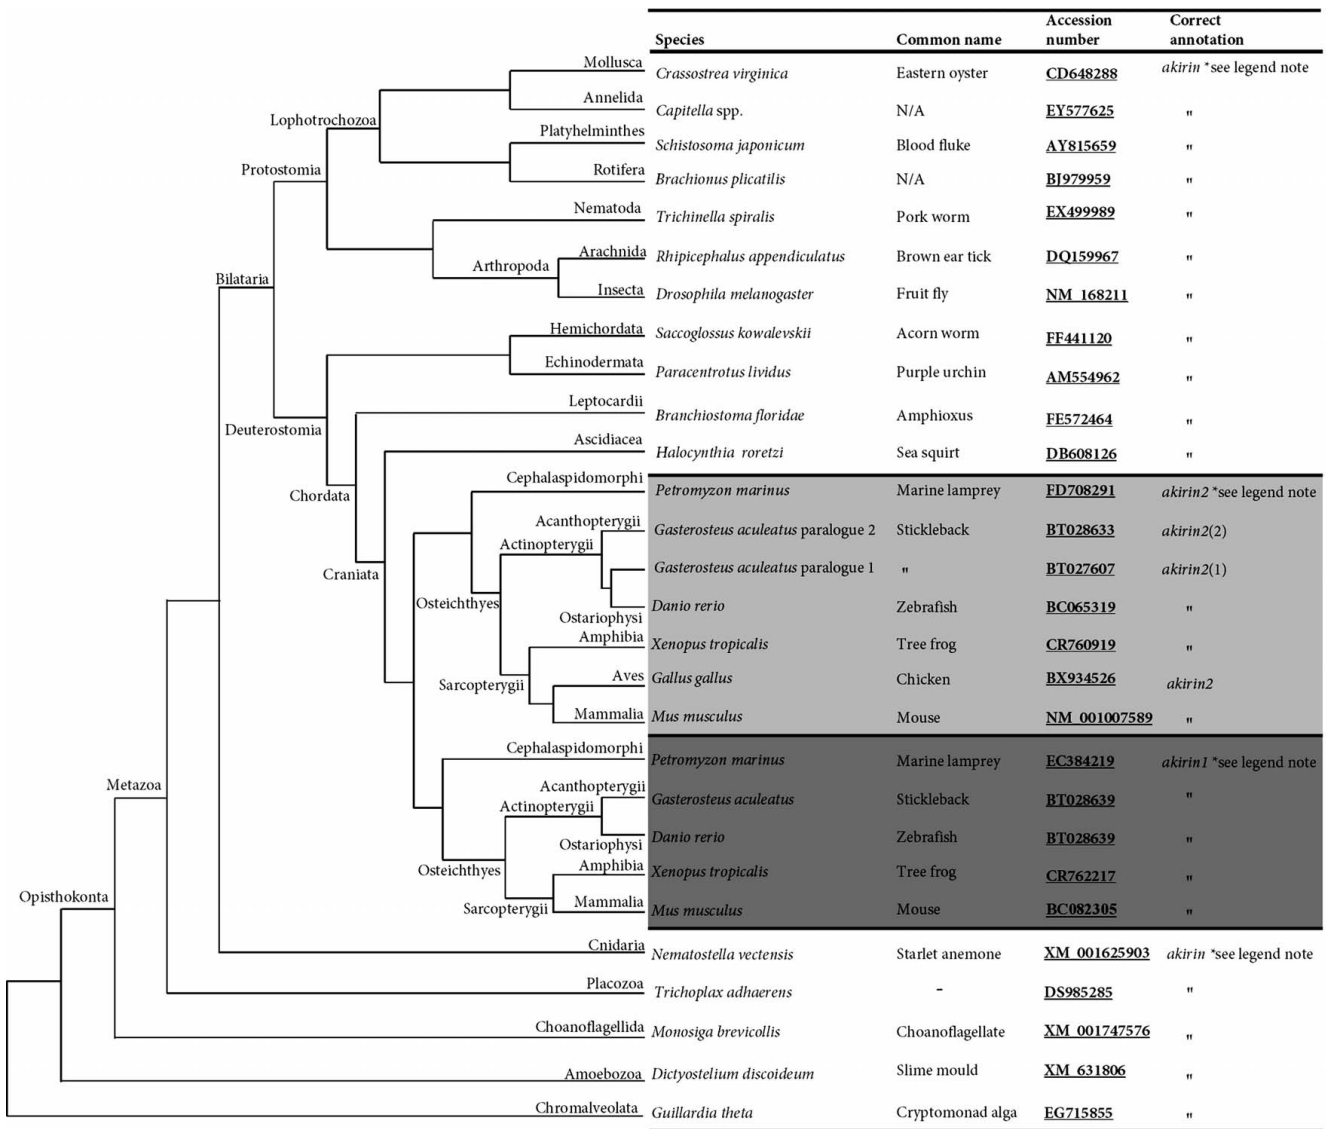 Species Common name Accession number Correct annotation
Mollusca Crassostrea virginica Eastern oyster CD648288 akirin *see legend note
Annelida Capitella spp. N/A EY577625 "
Lophotrochozoa
Platyhelminthes Schistosoma japonicum Blood fluke AY815659 "
Protostomia
Rotifera Brachionus plicatilis N/A BJ979959 "
Nematoda Trichinella spiralis Pork worm EX499989 "
Arachnida Rhipicephalus appendiculatus Brown ear tick DQ159967 "
Arthropoda
Bilataria
Insecta Drosophila melanogaster Fruit fly NM_168211 "
Hemichordata Saccoglossus kowalevskii Acorn worm FF441120 "
Echinodermata Paracentrotus lividus Purple urchin AM554962 "
Leptocardii Branchiostoma floridae Amphioxus FE572464 "
Deuterostomia
Ascidiacea Halocynthia roretzi Sea squirt DB608126 "
Cephalaspidomorphi Petromyzon marinus Marine lamprey FD708291 akirin2 *see legend note
Chordata
Acanthopterygii Gasterosteus aculeatus paralogue 2 Stickleback BT028633 akirin2(2)
Actinopterygii
Gasterosteus aculeatus paralogue 1 " BT027607 akirin2(1)
Craniata
Osteichthyes
Danio rerio Zebrafish BC065319 "
Ostariophysi
Amphibia Xenopus tropicalis Tree frog CR760919 "
Aves Gallus gallus Chicken BX934526 akirin2
Sarcopterygii
Mammalia Mus musculus Mouse NM_001007589 "
Cephalaspidomorphi Petromyzon marinus Marine lamprey EC384219 akirin1 *see legend note
Metazoa
Acanthopterygii Gasterosteus aculeatus Stickleback BT028639 "
Actinopterygii
Danio rerio Zebrafish BT028639 "
Ostariophysi
Amphibia Xenopus tropicalis Tree frog CR762217 "
Osteichthyes
Opisthokonta
Mammalia Mus musculus Mouse BC082305 "
Sarcopterygii
Cnidaria Nematostella vectensis Starlet anemone XM_001625903 akirin *see legend note
Placozoa Trichoplax adhaerens - DS985285 "
Choanoflagellida Monosiga brevicollis Choanoflagellate XM_001747576 "
Amoebozoa Dictyostelium discoideum Slime mould XM_631806 "
Chromalveolata Guillardia theta Cryptomonad alga EG715855 "